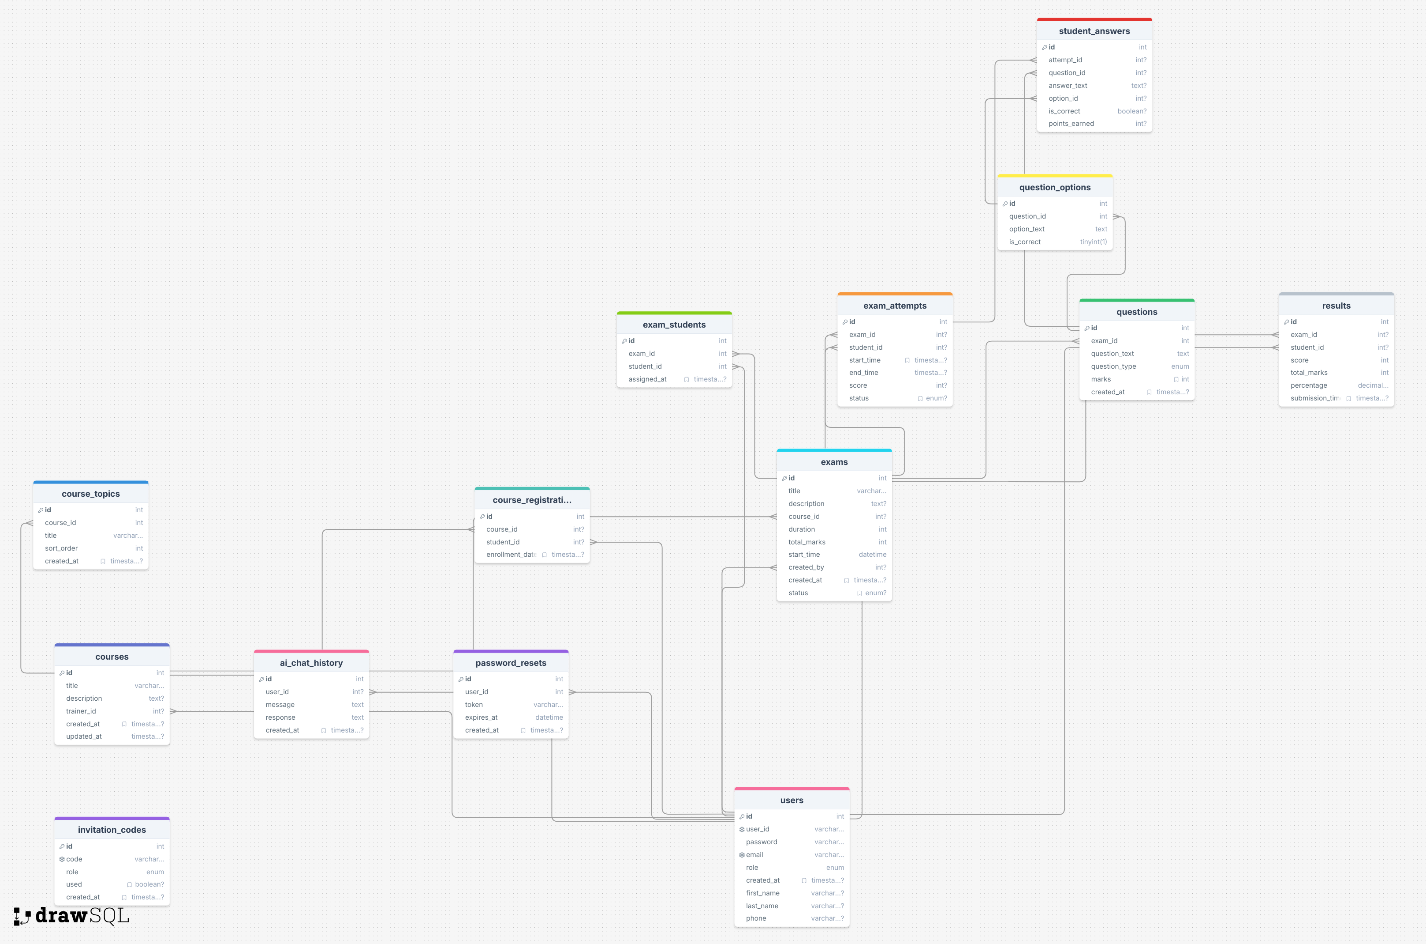 student_answers
id int
attempt_id int?
question_id int?
answer_text text?
option_id int?
is_correct boolean?
points_earned int?
question_options
id int
question_id int
option_text text
is_correct tinyint(1)
exam_attempts
id int
exam_id int?
student_id int?
start_time timesta...?
end_time timesta...?
score int?
status enum?
questions
id int
exam_id int
question_text text
question_type enum
marks int
created_at timesta...?
results
id int
exam_id int?
student_id int?
score int
total_marks int
percentage decimal...
submission_tim timesta...?
exam_students
id int
exam_id int
student_id int
assigned_at timesta...?
exams
id int
title varchar...
description text?
course_id int?
duration int
total_marks int
start_time datetime
created_by int?
created_at timesta...?
status enum?
course_topics
id int
course_id int
title varchar...
sort_order int
created_at timesta...?
course_registrati...
id int
course_id int?
student_id int?
enrollment_dat timesta...?
courses
id int
title varchar...
description text?
trainer_id int?
created_at timesta...?
updated_at timesta...?
ai_chat_history
id int
user_id int?
message text
response text
created_at timesta...?
password_resets
id int
user_id int
token varchar...
expires_at datetime
created_at timesta...?
users
id int
user_id varchar...
password varchar...
email varchar...
role enum
created_at timesta...?
first_name varchar...?
last_name varchar...?
phone varchar...?
invitation_codes
id int
code varchar...
role enum
used boolean?
created_at timesta...?
drawSQL